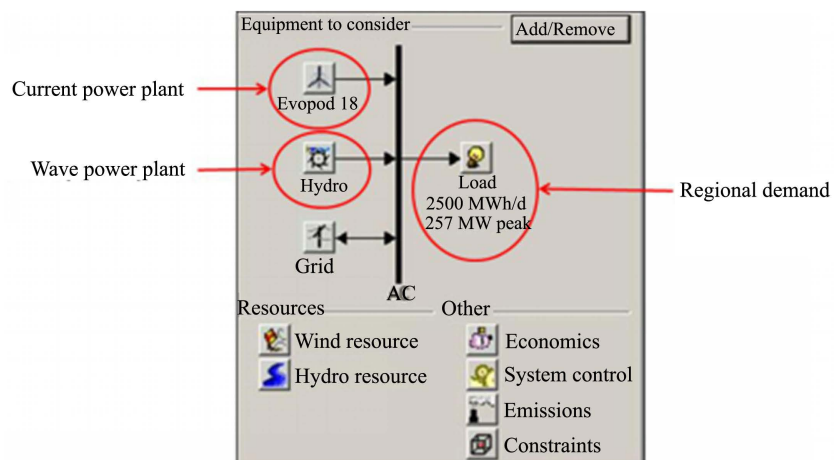 Equipment to consider
Add/Remove
Current power plant
Evopod 18
Wave power plant
Hydro
Load
2500 MWh/d
257 MW peak
Regional demand
Grid
AC
Resources
Other
Wind resource
Economics
Hydro resource
System control
Emissions
Constraints